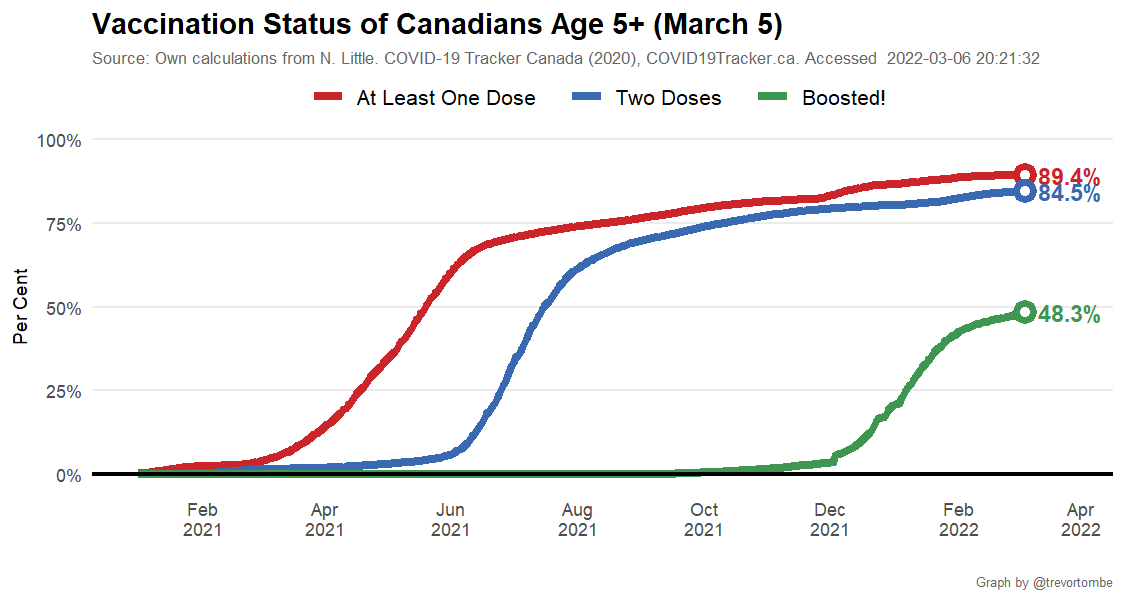 Vaccination Status of Canadians Age 5+ (March 5)
Source: Own calculations from N. Little. COVID-19 Tracker Canada (2020), COVID19Tracker.ca. Accessed  2022-03-06 20:21:32
At Least One Dose Two Doses Boosted!
Per Cent
100%
75%
50%
25%
0%
89.4%
84.5%
48.3%
Feb 2021
Apr 2021
Jun 2021
Aug 2021
Oct 2021
Dec 2021
Feb 2022
Apr 2022
Graph by @trevortombe